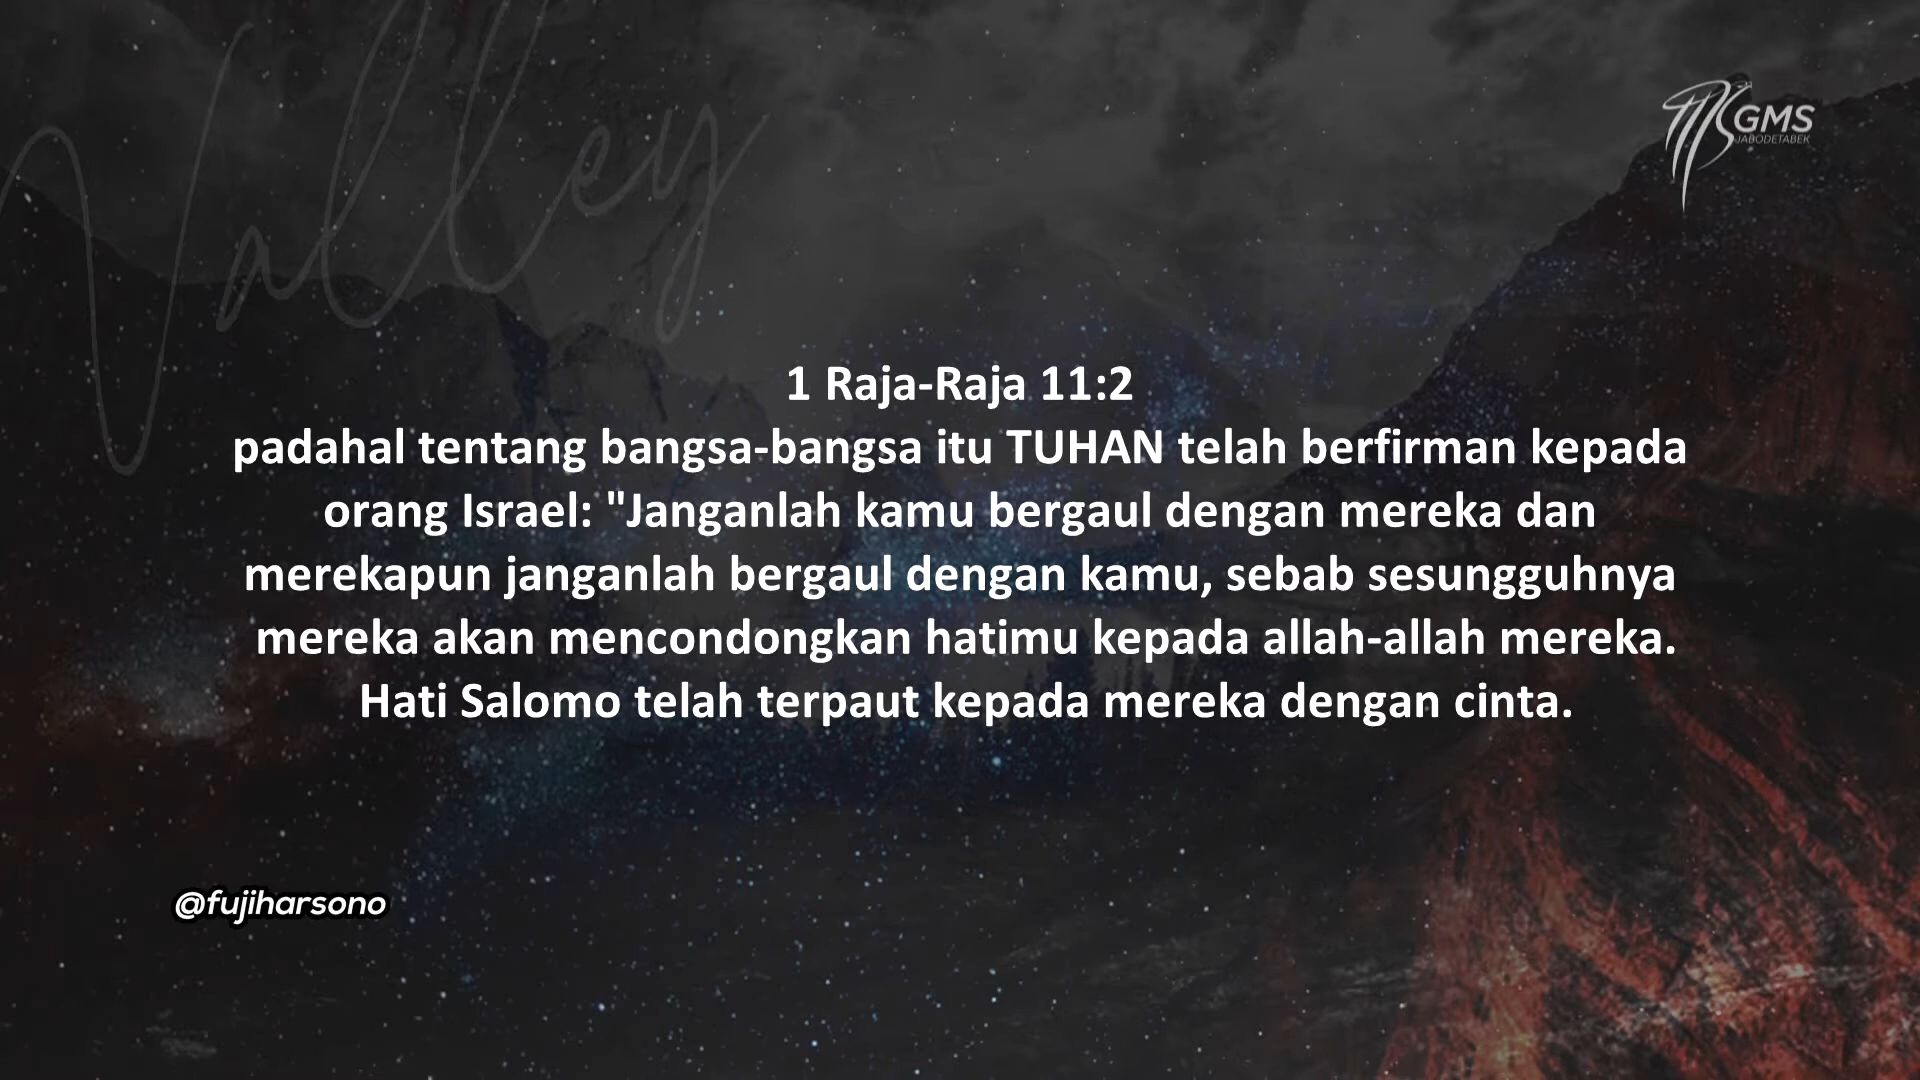 Valley
GMS
JABODETABEK
1 Raja-Raja 11:2
padahal tentang bangsa-bangsa itu TUHAN telah berfirman kepada
orang Israel: "Janganlah kamu bergaul dengan mereka dan
merekapun janganlah bergaul dengan kamu, sebab sesungguhnya
mereka akan mencondongkan hatimu kepada allah-allah mereka.
Hati Salomo telah terpaut kepada mereka dengan cinta.
@fujiharsono